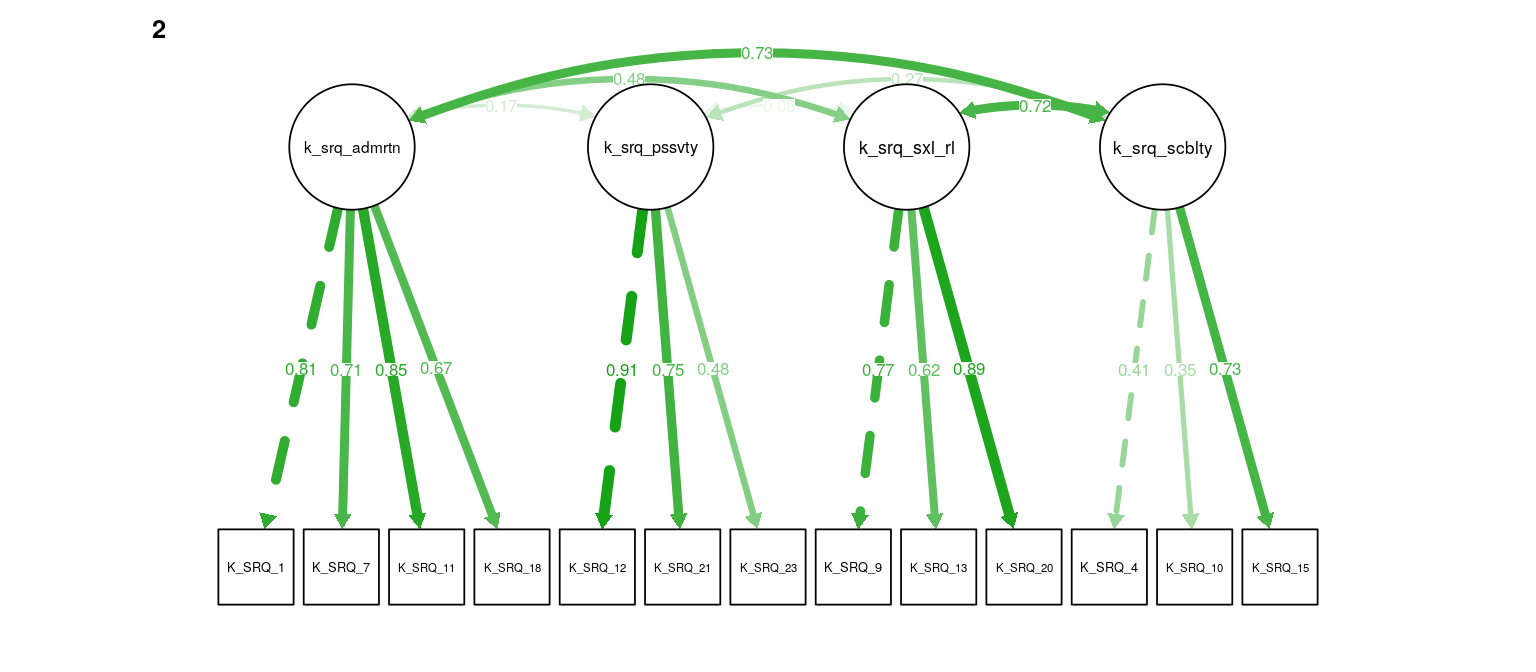 2
0.73
0.48
0.27
0.17
0.08
0.72
k_srq_admrtn
k_srq_pssvty
k_srq_sxl_rl
k_srq_scblty
0.81
0.71
0.85
0.67
0.91
0.75
0.48
0.77
0.62
0.89
0.41
0.35
0.73
K_SRQ_1
K_SRQ_7
K_SRQ_11
K_SRQ_18
K_SRQ_12
K_SRQ_21
K_SRQ_23
K_SRQ_9
K_SRQ_13
K_SRQ_20
K_SRQ_4
K_SRQ_10
K_SRQ_15